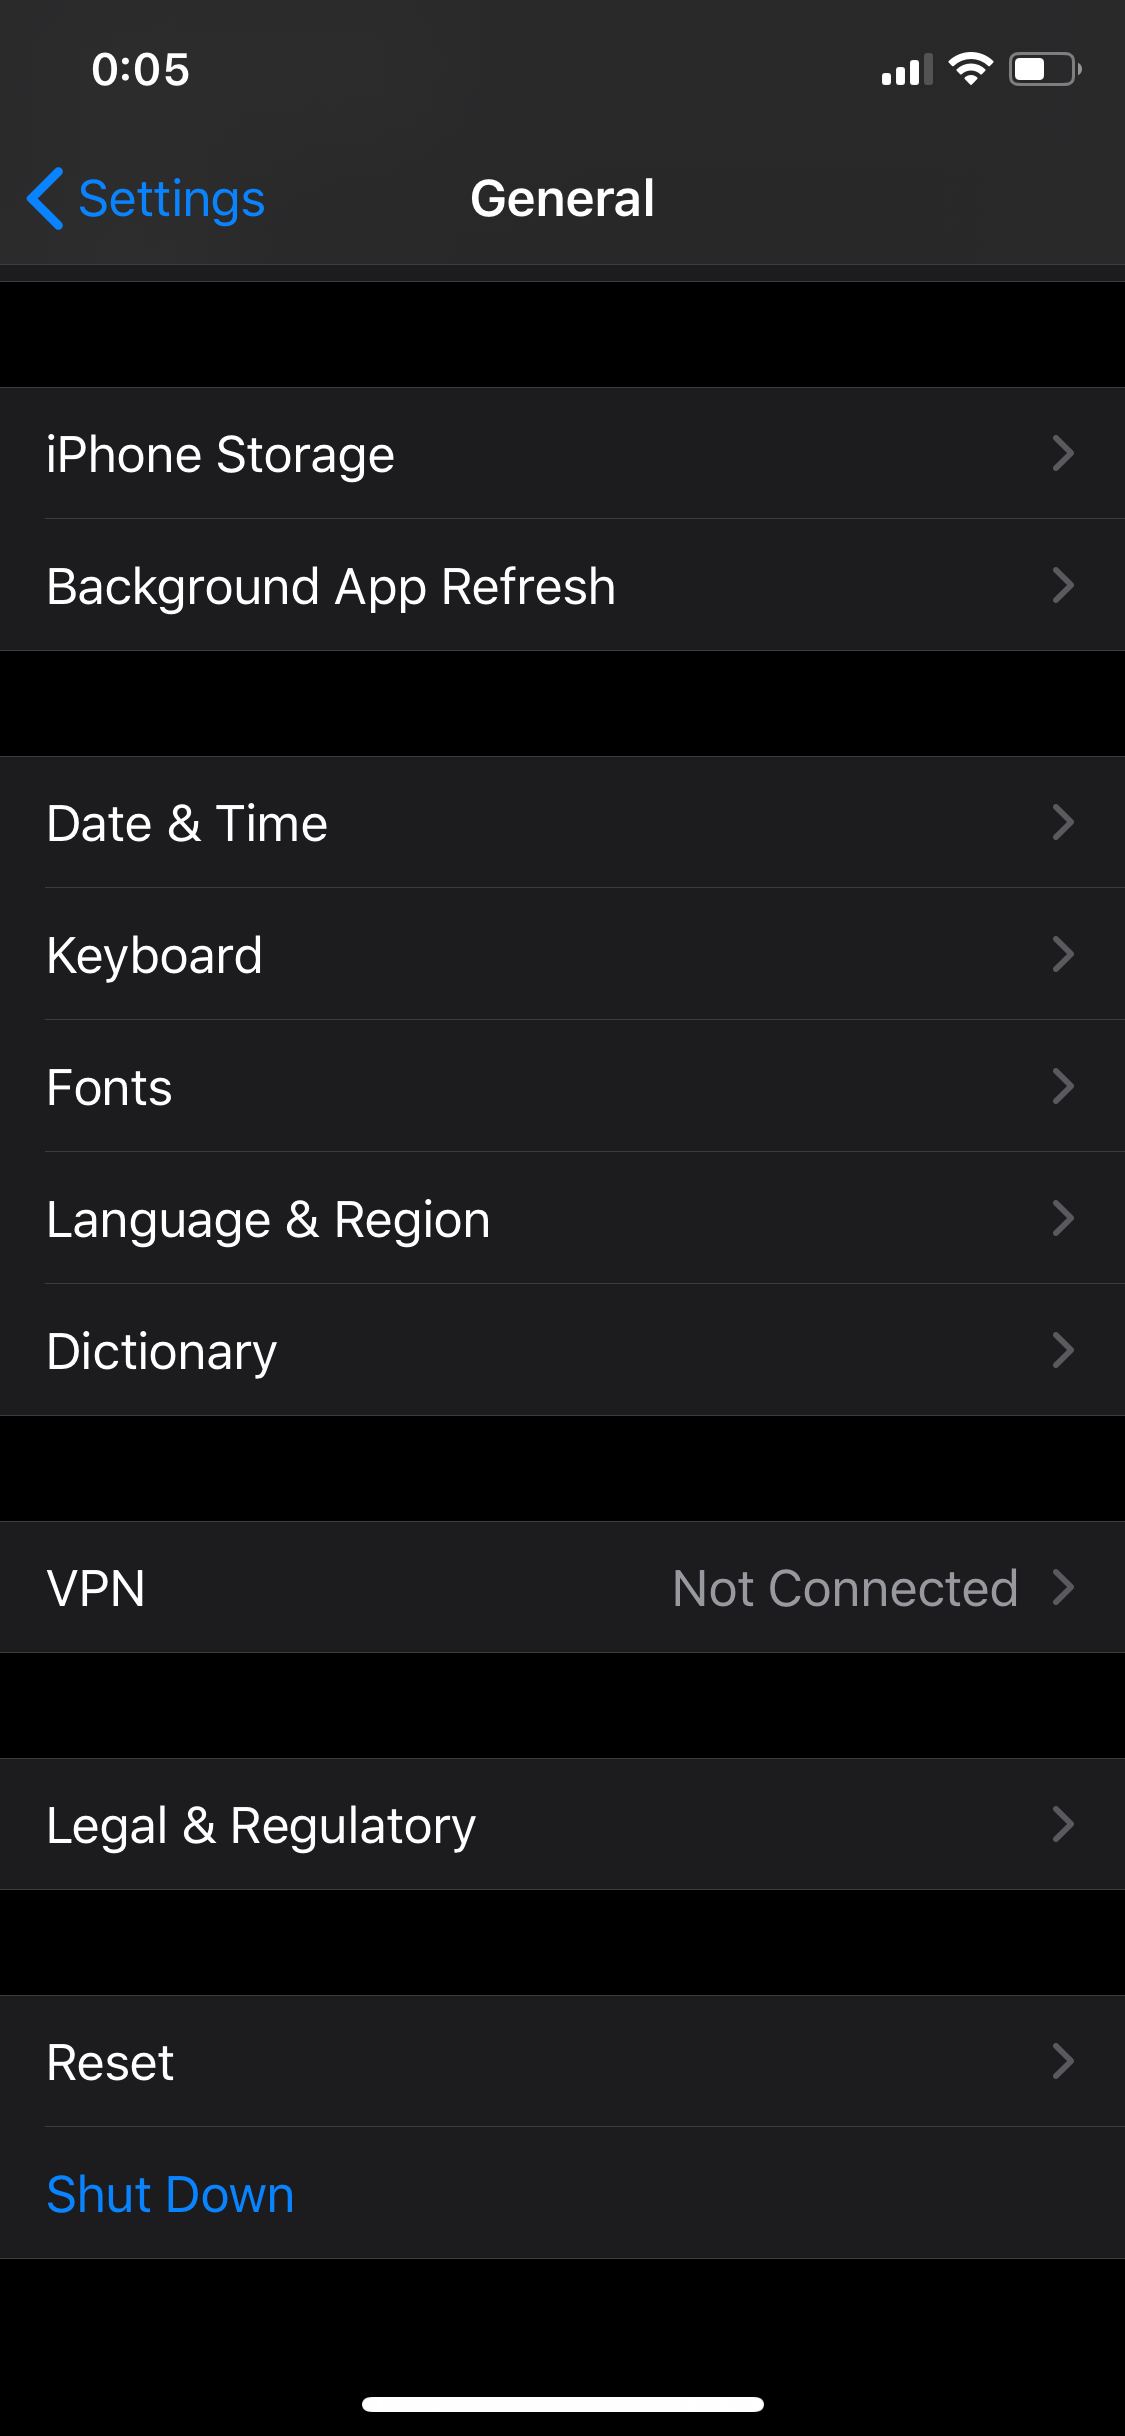 0:05
Settings
General
iPhone Storage
Background App Refresh
Date & Time
Keyboard
Fonts
Language & Region
Dictionary
VPN Not Connected
Legal & Regulatory
Reset
Shut Down